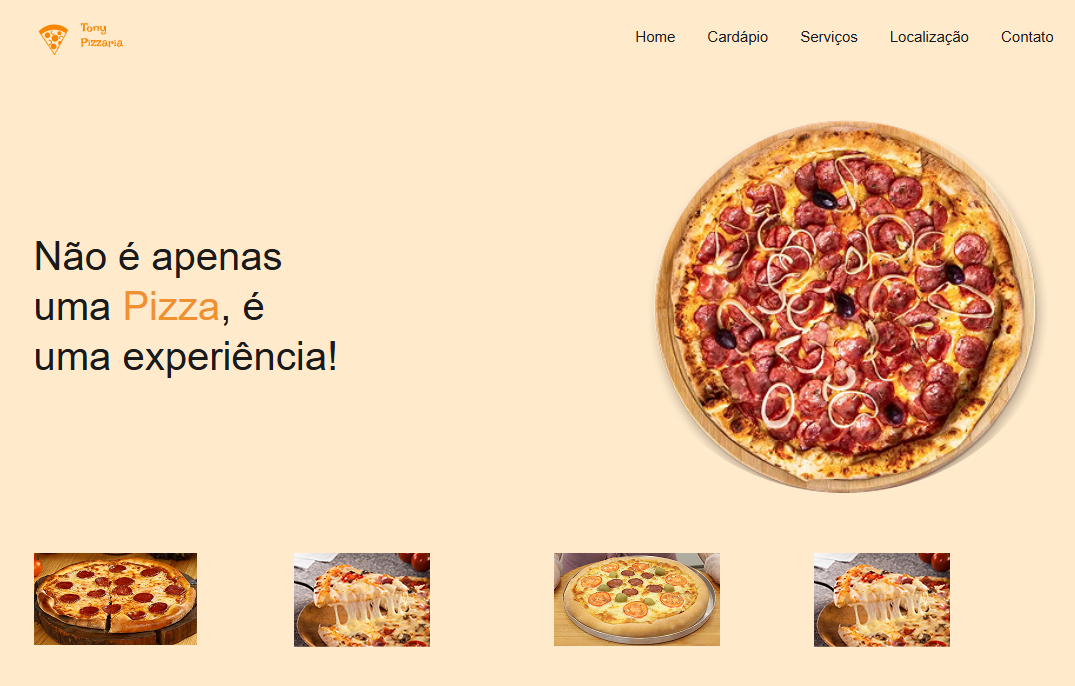 Tony
Pizzaria
Home Cardápio Serviços Localização Contato
Não é apenas
uma Pizza, é
uma experiência!